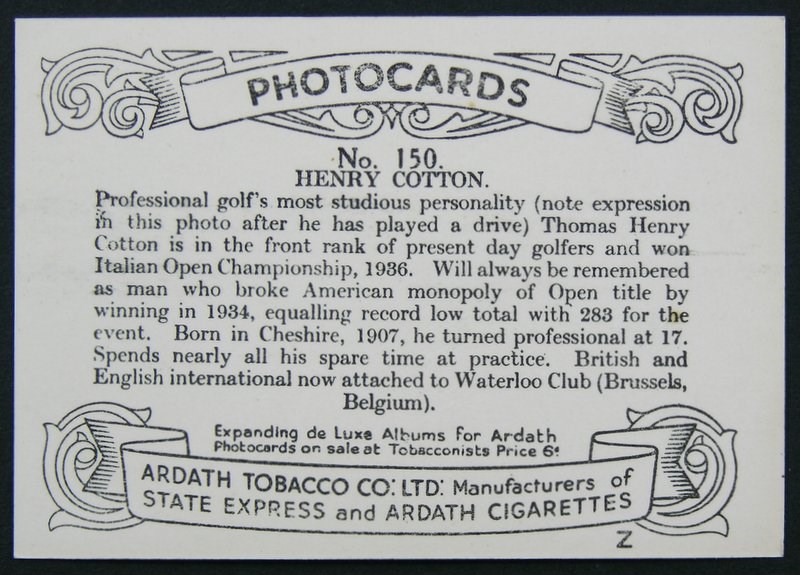 PHOTOCARDS
No. 150.
HENRY COTTON.
Professional golf's most studious personality (note expression
in this photo after he has played a drive) Thomas Henry
Cotton is in the front rank of present day golfers and won
Italian Open Championship, 1936. Will always be remembered
as man who broke American monopoly of Open title by
winning in 1934, equalling record low total with 283 for the
event. Born in Cheshire, 1907, he turned professional at 17.
Spends nearly all his spare time at practice. British and
English international now attached to Waterloo Club (Brussels,
Belgium).
Expanding de Luxe Albums for Ardath
Photocards on sale at Tobacconists Price 6ᵈ
ARDATH TOBACCO CO: LTD: Manufacturers of
STATE EXPRESS and ARDATH CIGARETTES
Z